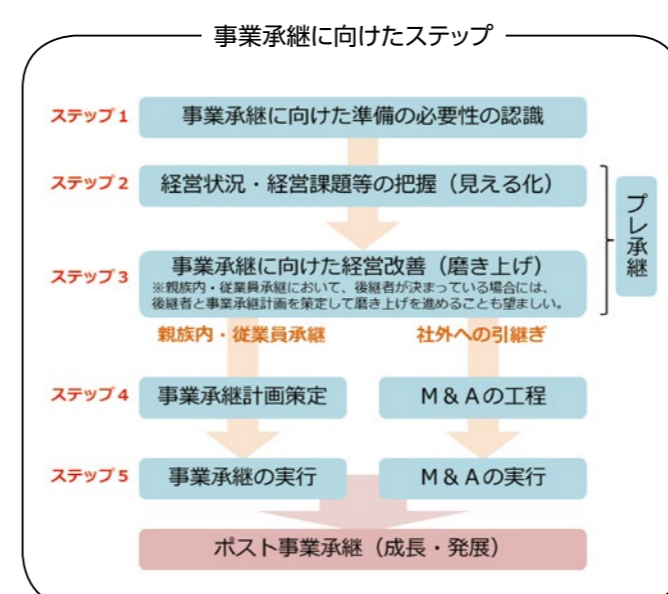 事業承継に向けたステップ
ステップ1
事業承継に向けた準備の必要性の認識
ステップ2
経営状況・経営課題等の把握（見える化）
プレ承継
ステップ3
事業承継に向けた経営改善（磨き上げ）
※親族内・従業員承継において、後継者が決まっている場合には、
後継者と事業承継計画を策定して磨き上げを進めることも望ましい。
親族内・従業員承継
社外への引継ぎ
ステップ4
事業承継計画策定
M＆Aの工程
ステップ5
事業承継の実行
M＆Aの実行
ポスト事業承継（成長・発展）